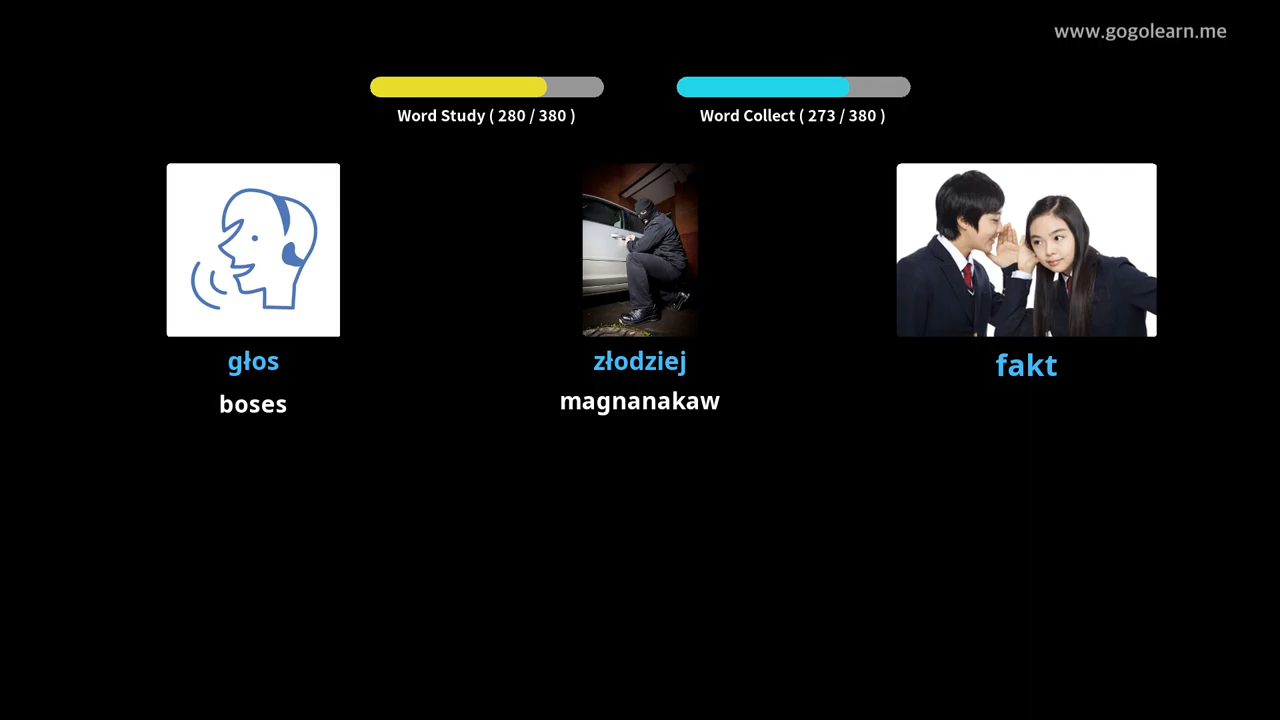 www.gogolearn.me
Word Study ( 280 / 380 )
Word Collect ( 273 / 380 )
głos
złodziej
fakt
boses
magnanakaw